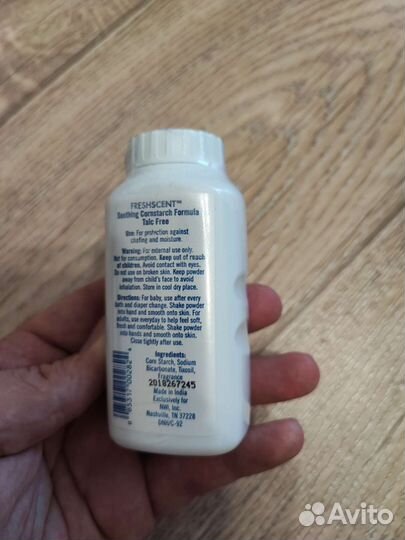 FRESHSCENT™
Soothing Cornstarch Formula
Talc Free
Use: For protection against
chafing and moisture.
Warning: For external use only.
Not for consumption. Keep out of reach
of children. Avoid contact with eyes.
Do not use on broken skin. Keep powder
away from child's face to avoid
inhalation. Store in cool dry place.
Directions: For baby, use after every
bath and diaper change. Shake powder
into hand and smooth onto skin. For
adults, use everyday to help feel soft,
fresh and comfortable. Shake powder
into hands and smooth onto skin.
Close tightly after use.
Ingredients:
Corn Starch, Sodium
Bicarbonate, Tixosil,
Fragrance
2018267245
Made in India
Exclusively for
NWI, Inc.
Nashville, TN 37228
Avito